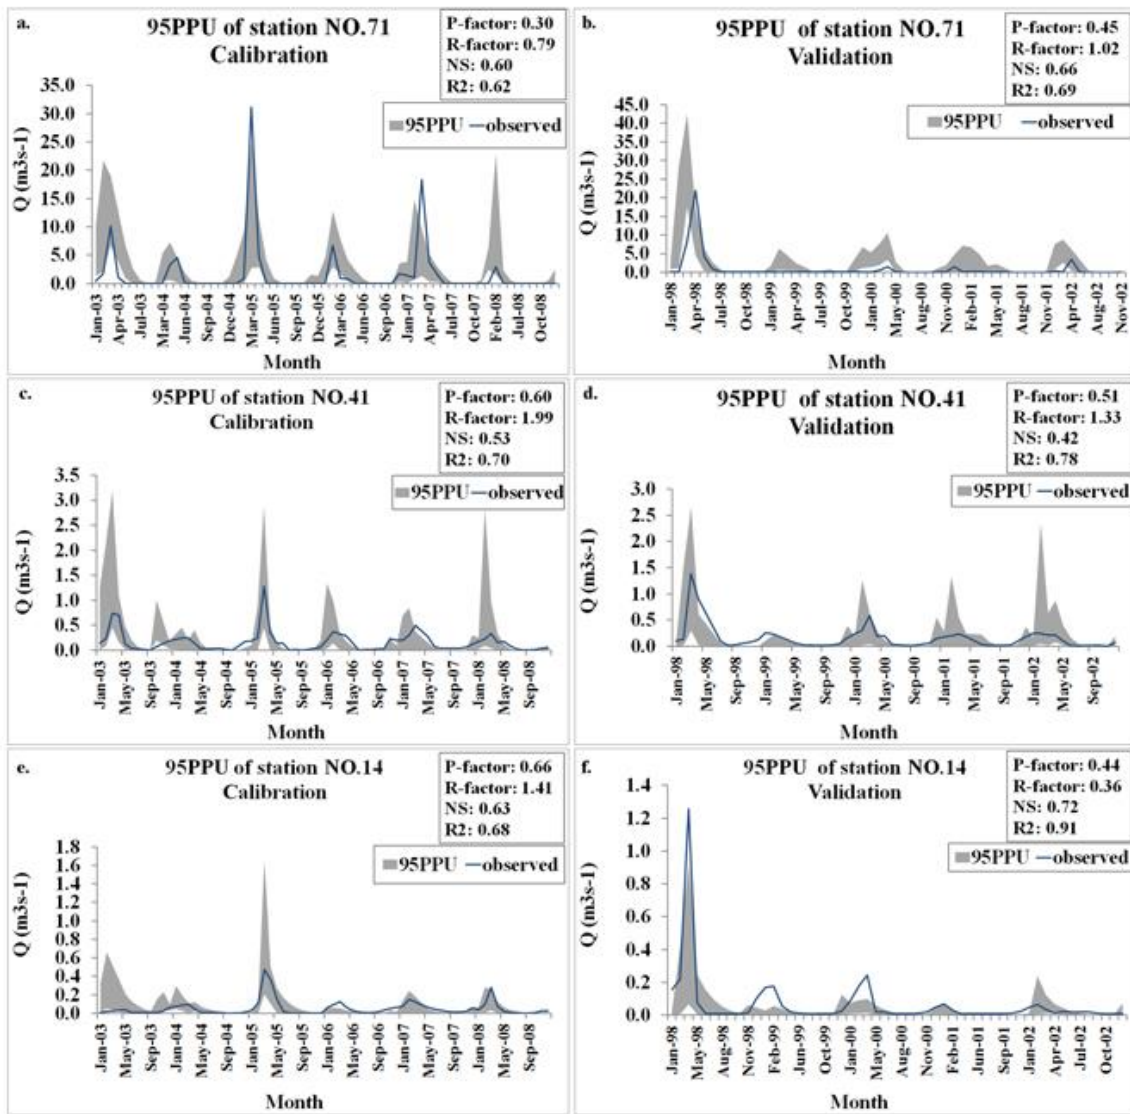 a.
95PPU of station NO.71
Calibration
P-factor: 0.30
R-factor: 0.79
NS: 0.60
R2: 0.62
95PPU
observed
35.0
30.0
25.0
20.0
15.0
10.0
5.0
0.0
Q (m3s-1)
Jan-03
Apr-03
Jul-03
Mar-04
Jun-04
Sep-04
Dec-04
Mar-05
Jun-05
Sep-05
Dec-05
Mar-06
Jun-06
Sep-06
Jan-07
Apr-07
Jul-07
Oct-07
Feb-08
Jul-08
Oct-08
Month
b.
95PPU of station NO.71
Validation
P-factor: 0.45
R-factor: 1.02
NS: 0.66
R2: 0.69
95PPU
observed
45.0
40.0
35.0
30.0
25.0
20.0
15.0
10.0
5.0
0.0
Q (m3s-1)
Jan-98
Apr-98
Jul-98
Oct-98
Jan-99
Apr-99
Jul-99
Oct-99
Jan-00
May-00
Aug-00
Nov-00
Feb-01
May-01
Aug-01
Nov-01
Apr-02
Aug-02
Nov-02
Month
c.
95PPU of station NO.41
Calibration
P-factor: 0.60
R-factor: 1.99
NS: 0.53
R2: 0.70
95PPU
observed
3.5
3.0
2.5
2.0
1.5
1.0
0.5
0.0
Q (m3s-1)
Jan-03
May-03
Sep-03
Jan-04
May-04
Sep-04
Jan-05
May-05
Sep-05
Jan-06
May-06
Sep-06
Jan-07
May-07
Sep-07
Jan-08
May-08
Sep-08
Month
d.
95PPU of station NO.41
Validation
P-factor: 0.51
R-factor: 1.33
NS: 0.42
R2: 0.78
95PPU
observed
3.0
2.5
2.0
1.5
1.0
0.5
0.0
Q (m3s-1)
Jan-98
May-98
Sep-98
Jan-99
May-99
Sep-99
Jan-00
May-00
Sep-00
Jan-01
May-01
Sep-01
Jan-02
May-02
Sep-02
Month
e.
95PPU of station NO.14
Calibration
P-factor: 0.66
R-factor: 1.41
NS: 0.63
R2: 0.68
95PPU
observed
1.8
1.6
1.4
1.2
1.0
0.8
0.6
0.4
0.2
0.0
Q (m3s-1)
Jan-03
May-03
Sep-03
Jan-04
May-04
Sep-04
Jan-05
May-05
Sep-05
Jan-06
May-06
Sep-06
Jan-07
May-07
Sep-07
Jan-08
May-08
Sep-08
Month
f.
95PPU of station NO.14
Validation
P-factor: 0.44
R-factor: 0.36
NS: 0.72
R2: 0.91
95PPU
observed
1.4
1.2
1.0
0.8
0.6
0.4
0.2
0.0
Q (m3s-1)
Jan-98
May-98
Aug-98
Nov-98
Feb-99
Jun-99
Oct-99
Jan-00
May-00
Aug-00
Nov-00
Feb-01
Jun-01
Sep-01
Jan-02
Apr-02
Jul-02
Oct-02
Month